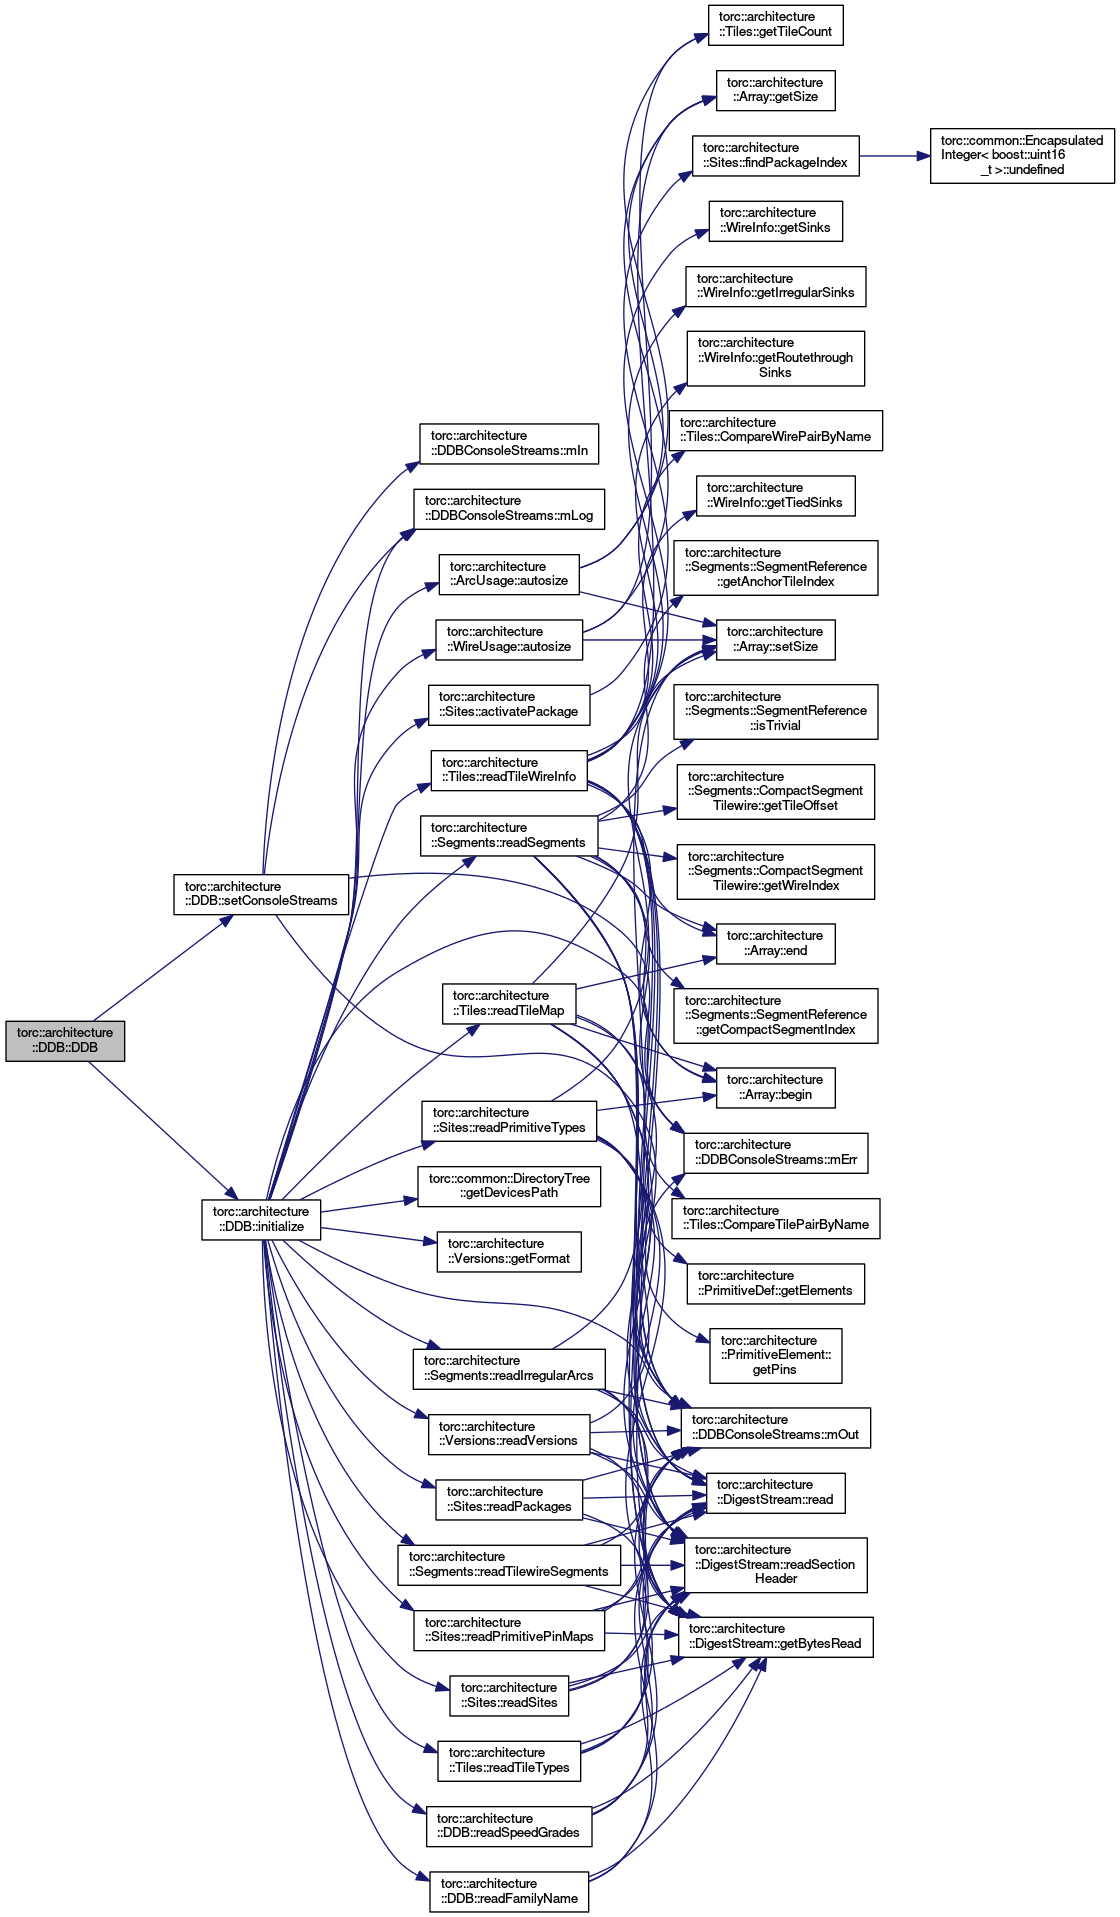 torc::architecture
::DDB::DDB
torc::architecture
::DDB::setConsoleStreams
torc::architecture
::DDB::initialize
torc::architecture
::DDBConsoleStreams::mIn
torc::architecture
::DDBConsoleStreams::mLog
torc::architecture
::ArcUsage::autosize
torc::architecture
::WireUsage::autosize
torc::architecture
::Sites::activatePackage
torc::architecture
::Tiles::readTileWireInfo
torc::architecture
::Segments::readSegments
torc::architecture
::Tiles::readTileMap
torc::architecture
::Sites::readPrimitiveTypes
torc::common::DirectoryTree
::getDevicesPath
torc::architecture
::Versions::getFormat
torc::architecture
::Segments::readIrregularArcs
torc::architecture
::Versions::readVersions
torc::architecture
::Sites::readPackages
torc::architecture
::Segments::readTilewireSegments
torc::architecture
::Sites::readPrimitivePinMaps
torc::architecture
::Sites::readSites
torc::architecture
::Tiles::readTileTypes
torc::architecture
::DDB::readSpeedGrades
torc::architecture
::DDB::readFamilyName
torc::architecture
::Tiles::getTileCount
torc::architecture
::Array::getSize
torc::architecture
::Sites::findPackageIndex
torc::common::Encapsulated
Integer< boost::uint16
_t >::undefined
torc::architecture
::WireInfo::getSinks
torc::architecture
::WireInfo::getIrregularSinks
torc::architecture
::WireInfo::getRoutethrough
Sinks
torc::architecture
::Tiles::CompareWirePairByName
torc::architecture
::WireInfo::getTiedSinks
torc::architecture
::Segments::SegmentReference
::getAnchorTileIndex
torc::architecture
::Array::setSize
torc::architecture
::Segments::SegmentReference
::isTrivial
torc::architecture
::Segments::CompactSegment
Tilewire::getTileOffset
torc::architecture
::Segments::CompactSegment
Tilewire::getWireIndex
torc::architecture
::Array::end
torc::architecture
::Segments::SegmentReference
::getCompactSegmentIndex
torc::architecture
::Array::begin
torc::architecture
::DDBConsoleStreams::mErr
torc::architecture
::Tiles::CompareTilePairByName
torc::architecture
::PrimitiveDef::getElements
torc::architecture
::PrimitiveElement::
getPins
torc::architecture
::DDBConsoleStreams::mOut
torc::architecture
::DigestStream::read
torc::architecture
::DigestStream::readSection
Header
torc::architecture
::DigestStream::getBytesRead